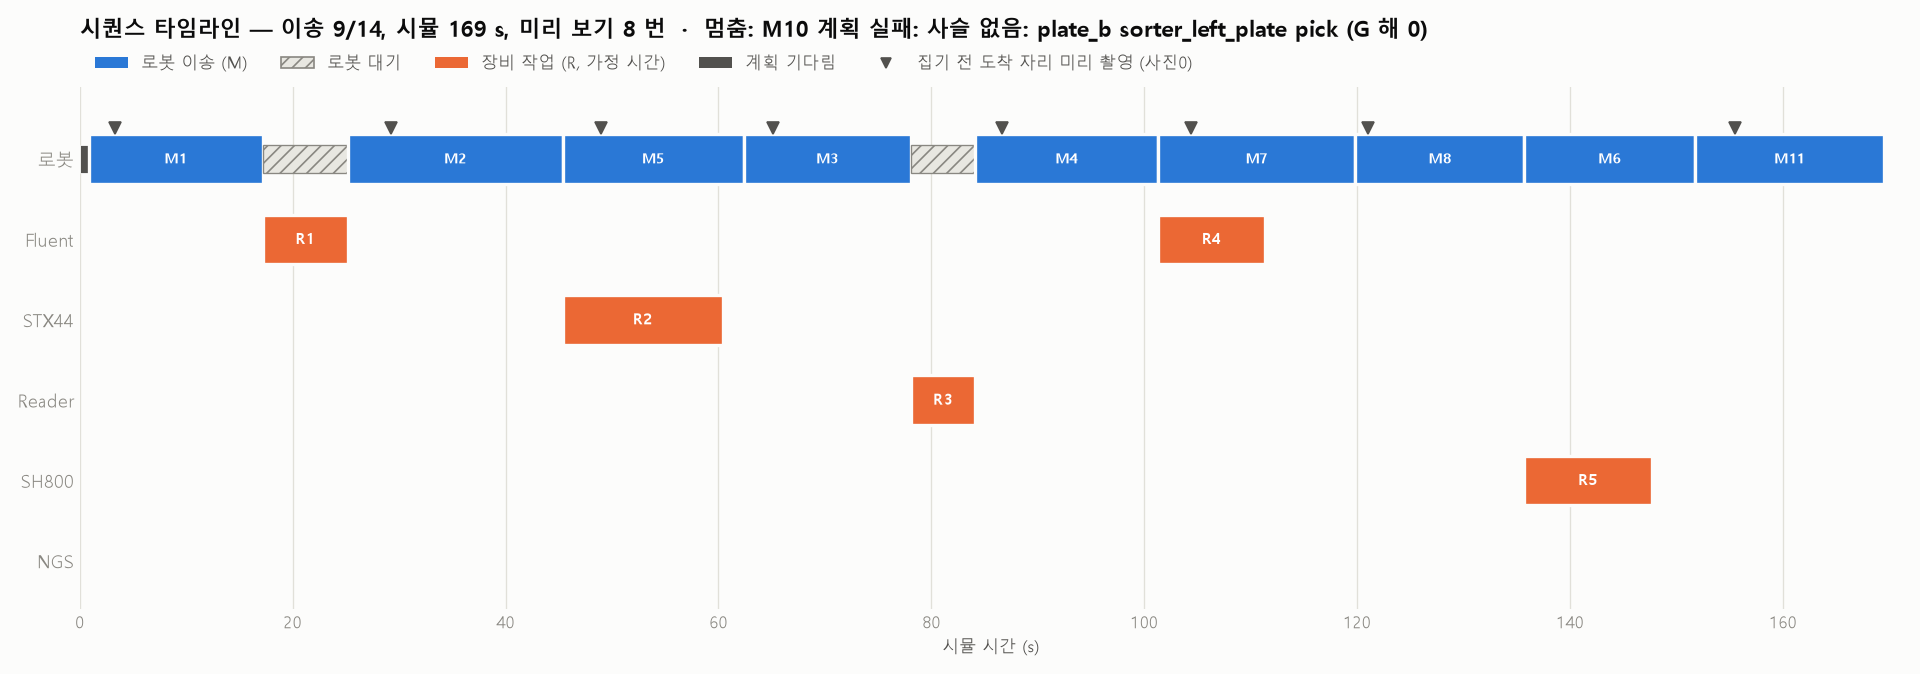 시퀀스 타임라인 — 이송 9/14, 시뮬 169 s, 미리 보기 8 번 · 멈춤: M10 계획 실패: 사슬 없음: plate_b sorter_left_plate pick (G 해 0)
로봇 이송 (M) 로봇 대기 장비 작업 (R, 가정 시간) 계획 기다림 집기 전 도착 자리 미리 촬영 (사진0)
로봇 M1 M2 M5 M3 M4 M7 M8 M6 M11
Fluent R1 R4
STX44 R2
Reader R3
SH800 R5
NGS
0 20 40 60 80 100 120 140 160
시뮬 시간 (s)